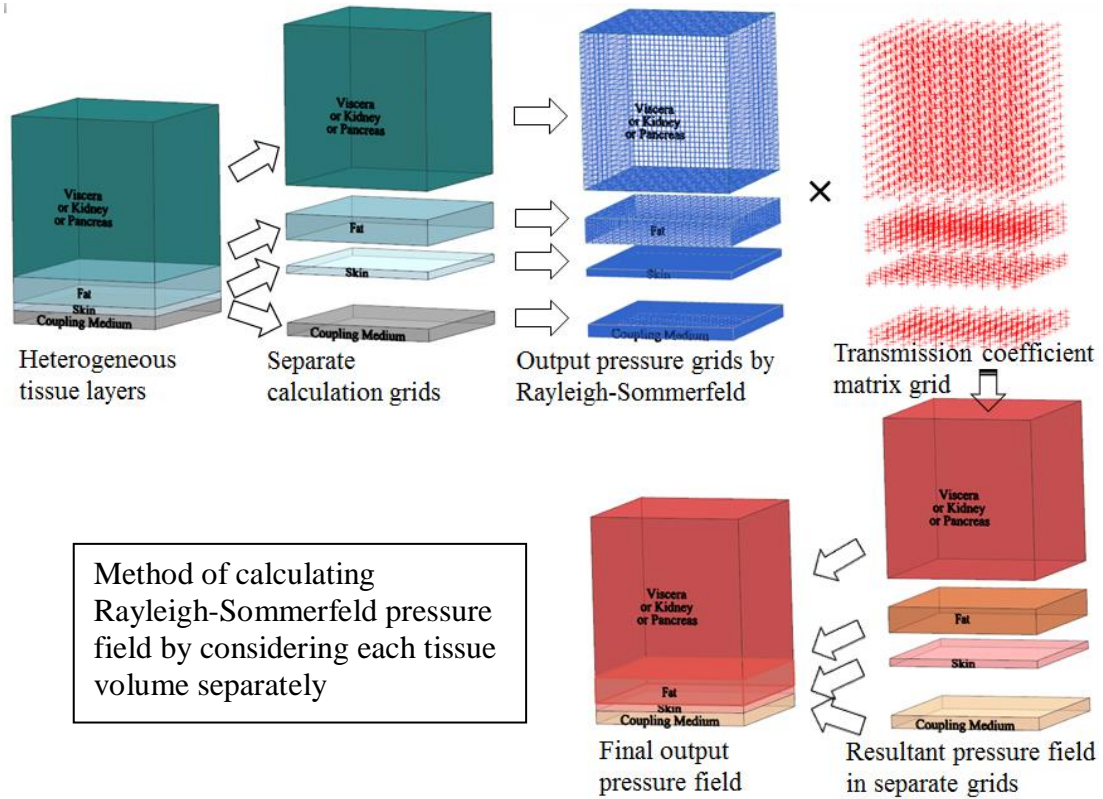 Viscera
or Kidney
or Pancreas
Fat
Skin
Coupling Medium
Heterogeneous
tissue layers
Viscera
or Kidney
or Pancreas
Fat
Skin
Coupling Medium
Separate
calculation grids
Viscera
or Kidney
or Pancreas
Fat
Skin
Coupling Medium
Output pressure grids by
Rayleigh-Sommerfeld
×
Transmission coefficient
matrix grid
Viscera
or Kidney
or Pancreas
Fat
Skin
Coupling Medium
Resultant pressure field
in separate grids
Viscera
or Kidney
or Pancreas
Fat
Skin
Coupling Medium
Final output
pressure field
Method of calculating
Rayleigh-Sommerfeld pressure
field by considering each tissue
volume separately